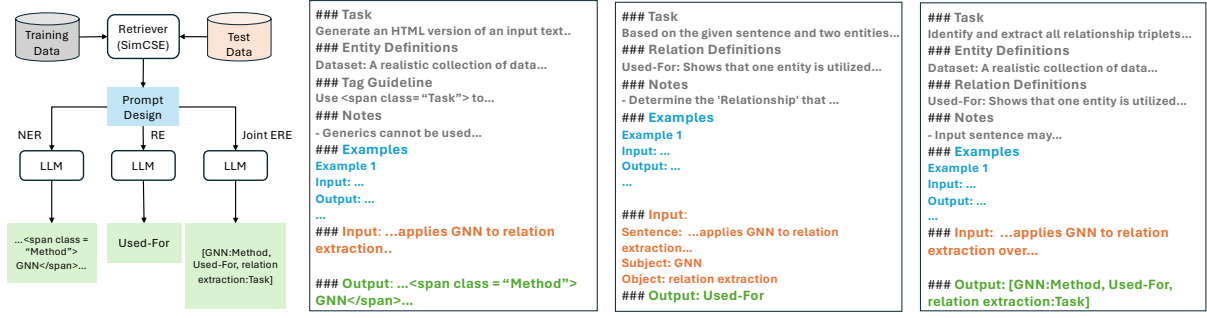 Training
Data
Retriever
(SimCSE)
Test
Data
Prompt
Design
NER
RE
Joint ERE
LLM
LLM
LLM
...<span class =
“Method”>
GNN</span>...
Used-For
[GNN:Method,
Used-For, relation
extraction:Task]
### Task
Generate an HTML version of an input text..
### Entity Definitions
Dataset: A realistic collection of data...
### Tag Guideline
Use <span class= “Task”> to...
### Notes
- Generics cannot be used...
### Examples
Example 1
Input: ...
Output: ...
...
### Input: ...applies GNN to relation
extraction..
### Output: ...<span class = “Method”>
GNN</span>...
### Task
Based on the given sentence and two entities...
### Relation Definitions
Used-For: Shows that one entity is utilized...
### Notes
- Determine the 'Relationship' that ...
### Examples
Example 1
Input: ...
Output: ...
...
### Input:
Sentence: ...applies GNN to relation
extraction...
Subject: GNN
Object: relation extraction
### Output: Used-For
### Task
Identify and extract all relationship triplets...
### Entity Definitions
Dataset: A realistic collection of data...
### Relation Definitions
Used-For: Shows that one entity is utilized...
### Notes
- Input sentence may...
### Examples
Example 1
Input: ...
Output: ...
...
### Input: ...applies GNN to relation
extraction over...
### Output: [GNN:Method, Used-For,
relation extraction:Task]